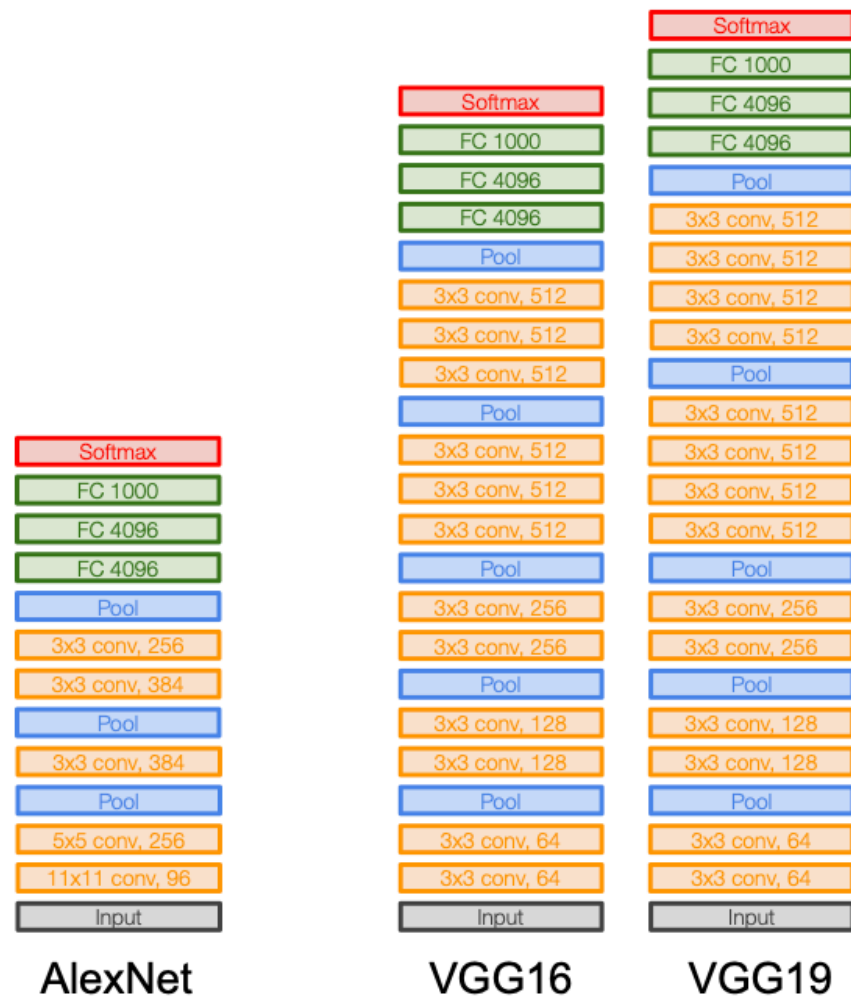 Softmax
FC 1000
FC 4096
FC 4096
Pool
3x3 conv, 256
3x3 conv, 384
Pool
3x3 conv, 384
Pool
5x5 conv, 256
11x11 conv, 96
Input
AlexNet
Softmax
FC 1000
FC 4096
FC 4096
Pool
3x3 conv, 512
3x3 conv, 512
3x3 conv, 512
Pool
3x3 conv, 512
3x3 conv, 512
3x3 conv, 512
Pool
3x3 conv, 256
3x3 conv, 256
Pool
3x3 conv, 128
3x3 conv, 128
Pool
3x3 conv, 64
3x3 conv, 64
Input
VGG16
Softmax
FC 1000
FC 4096
FC 4096
Pool
3x3 conv, 512
3x3 conv, 512
3x3 conv, 512
3x3 conv, 512
Pool
3x3 conv, 512
3x3 conv, 512
3x3 conv, 512
3x3 conv, 512
Pool
3x3 conv, 256
3x3 conv, 256
Pool
3x3 conv, 128
3x3 conv, 128
Pool
3x3 conv, 64
3x3 conv, 64
Input
VGG19